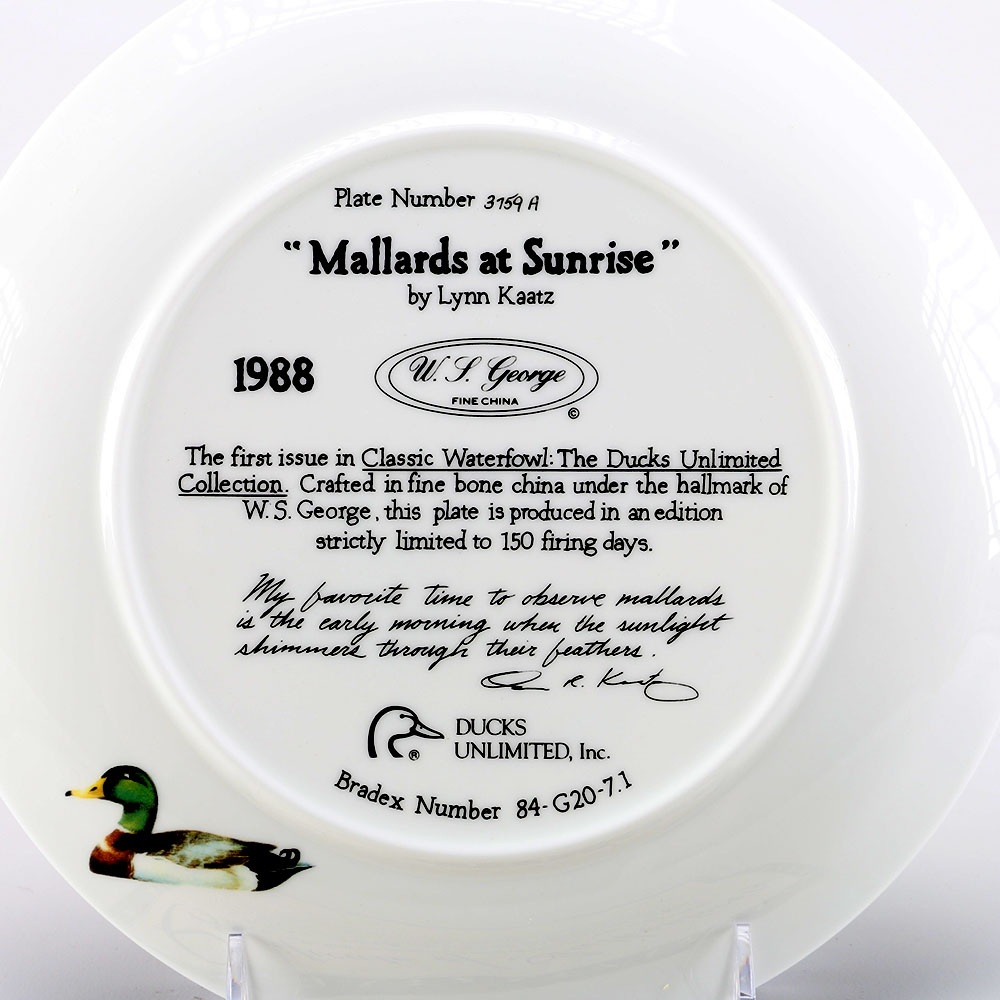 Plate Number 3759 A
"Mallards at Sunrise"
by Lynn Kaatz
1988
W. S. George
FINE CHINA
©
The first issue in Classic Waterfowl: The Ducks Unlimited
Collection. Crafted in fine bone china under the hallmark of
W. S. George, this plate is produced in an edition
strictly limited to 150 firing days.
My favorite time to observe mallards
is the early morning when the sunlight
shimmers through their feathers.
R. Kaatz
®
DUCKS
UNLIMITED, Inc.
Bradex Number 84-G20-7.1